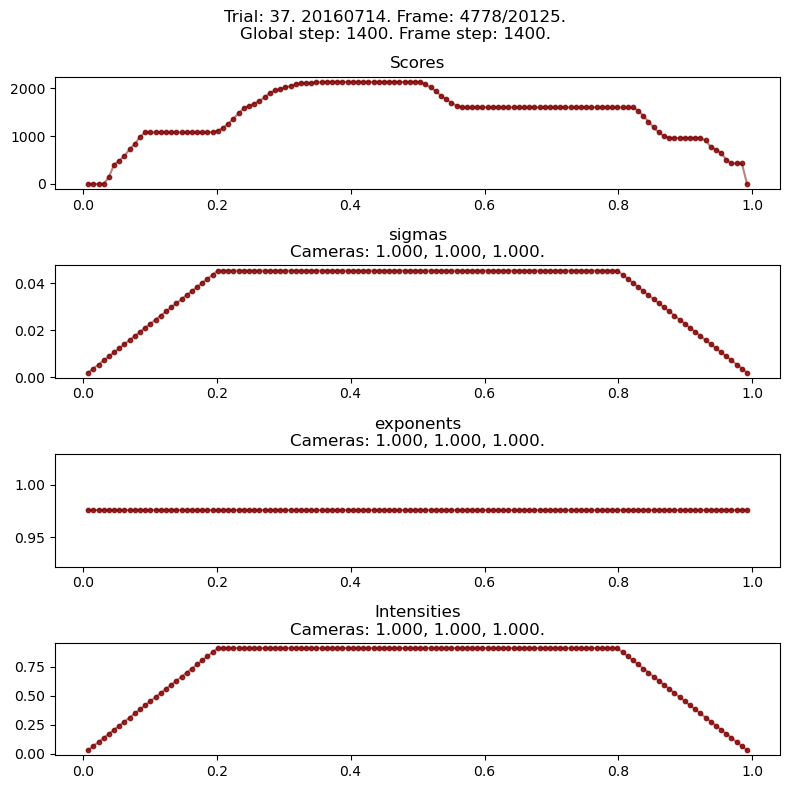 Trial: 37. 20160714. Frame: 4778/20125.
Global step: 1400. Frame step: 1400.
Scores
2000
1000
0
0.0 0.2 0.4 0.6 0.8 1.0
sigmas
Cameras: 1.000, 1.000, 1.000.
0.04
0.02
0.00
0.0 0.2 0.4 0.6 0.8 1.0
exponents
Cameras: 1.000, 1.000, 1.000.
1.00
0.95
0.0 0.2 0.4 0.6 0.8 1.0
Intensities
Cameras: 1.000, 1.000, 1.000.
0.75
0.50
0.25
0.00
0.0 0.2 0.4 0.6 0.8 1.0